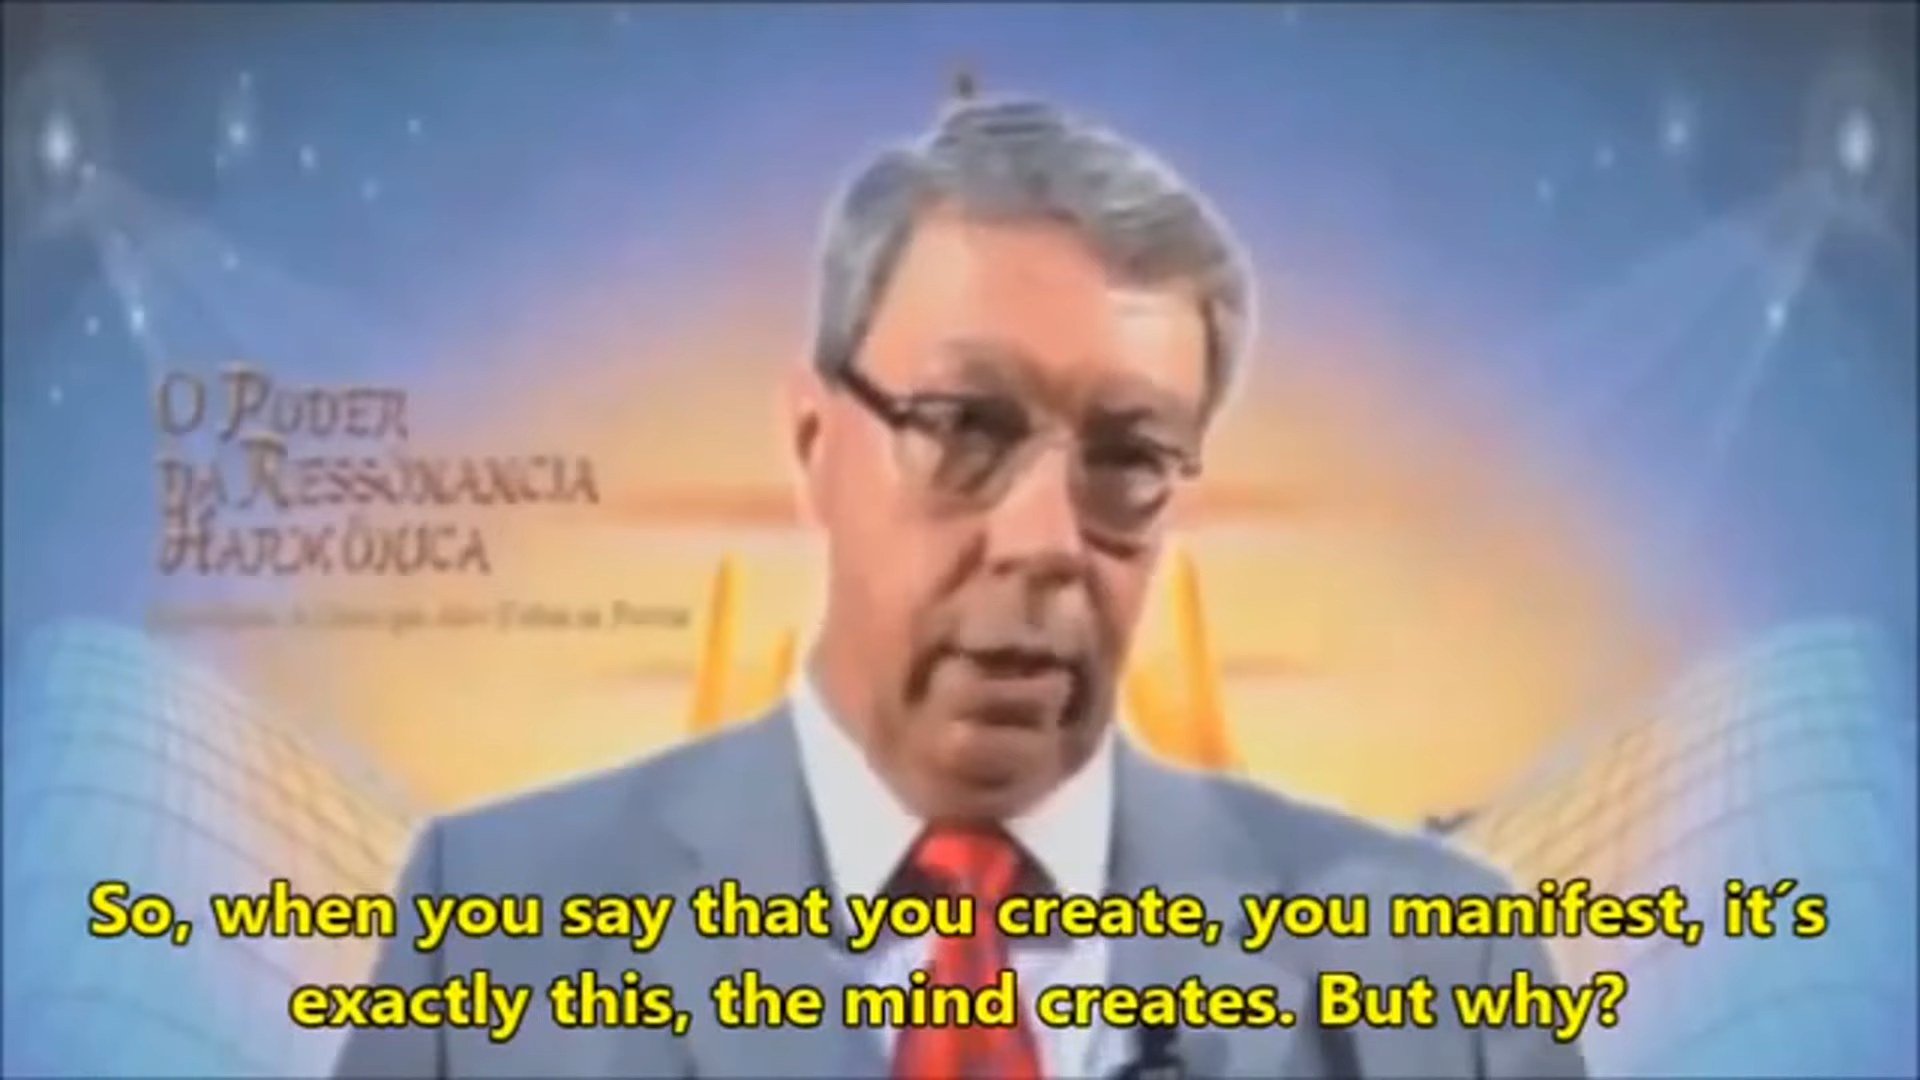 O PODER
DA RESSONANCIA
HARMÔNICA
So, when you say that you create, you manifest, it´s
exactly this, the mind creates. But why?